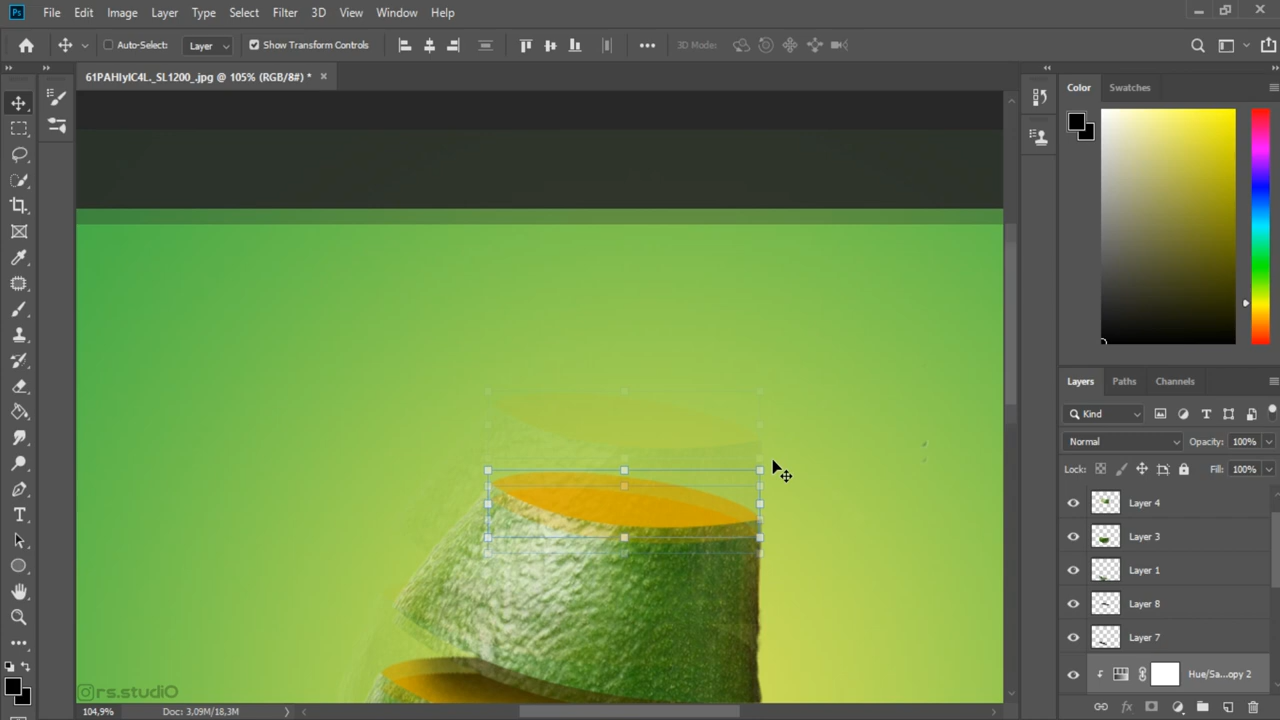 Ps File Edit Image Layer Type Select Filter 3D View Window Help
Auto-Select: Layer Show Transform Controls 3D Mode:
61PAHIyIC4L._SL1200_.jpg @ 105% (RGB/8#) *
Color Swatches
Layers Paths Channels
Kind
Normal Opacity: 100%
Lock: Fill: 100%
Layer 4
Layer 3
Layer 1
Layer 8
Layer 7
Hue/Sa...opy 2
rs.studiO
104,9% Doc: 3,09M/18,3M